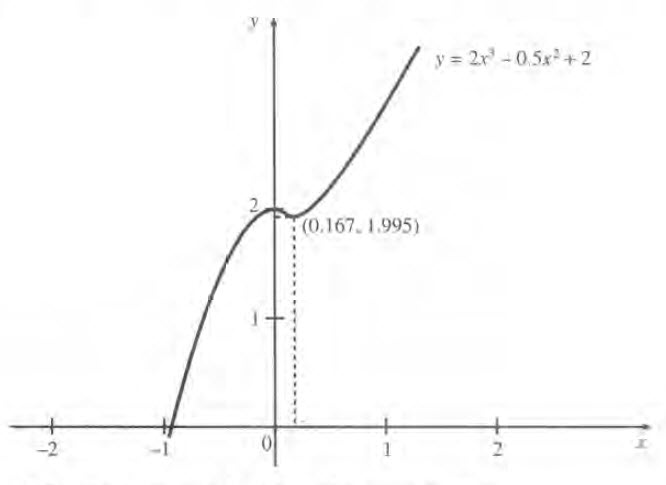 y
y = 2x³ – 0.5x² + 2
2
(0.167, 1.995)
1
–2
–1
0
1
2
x